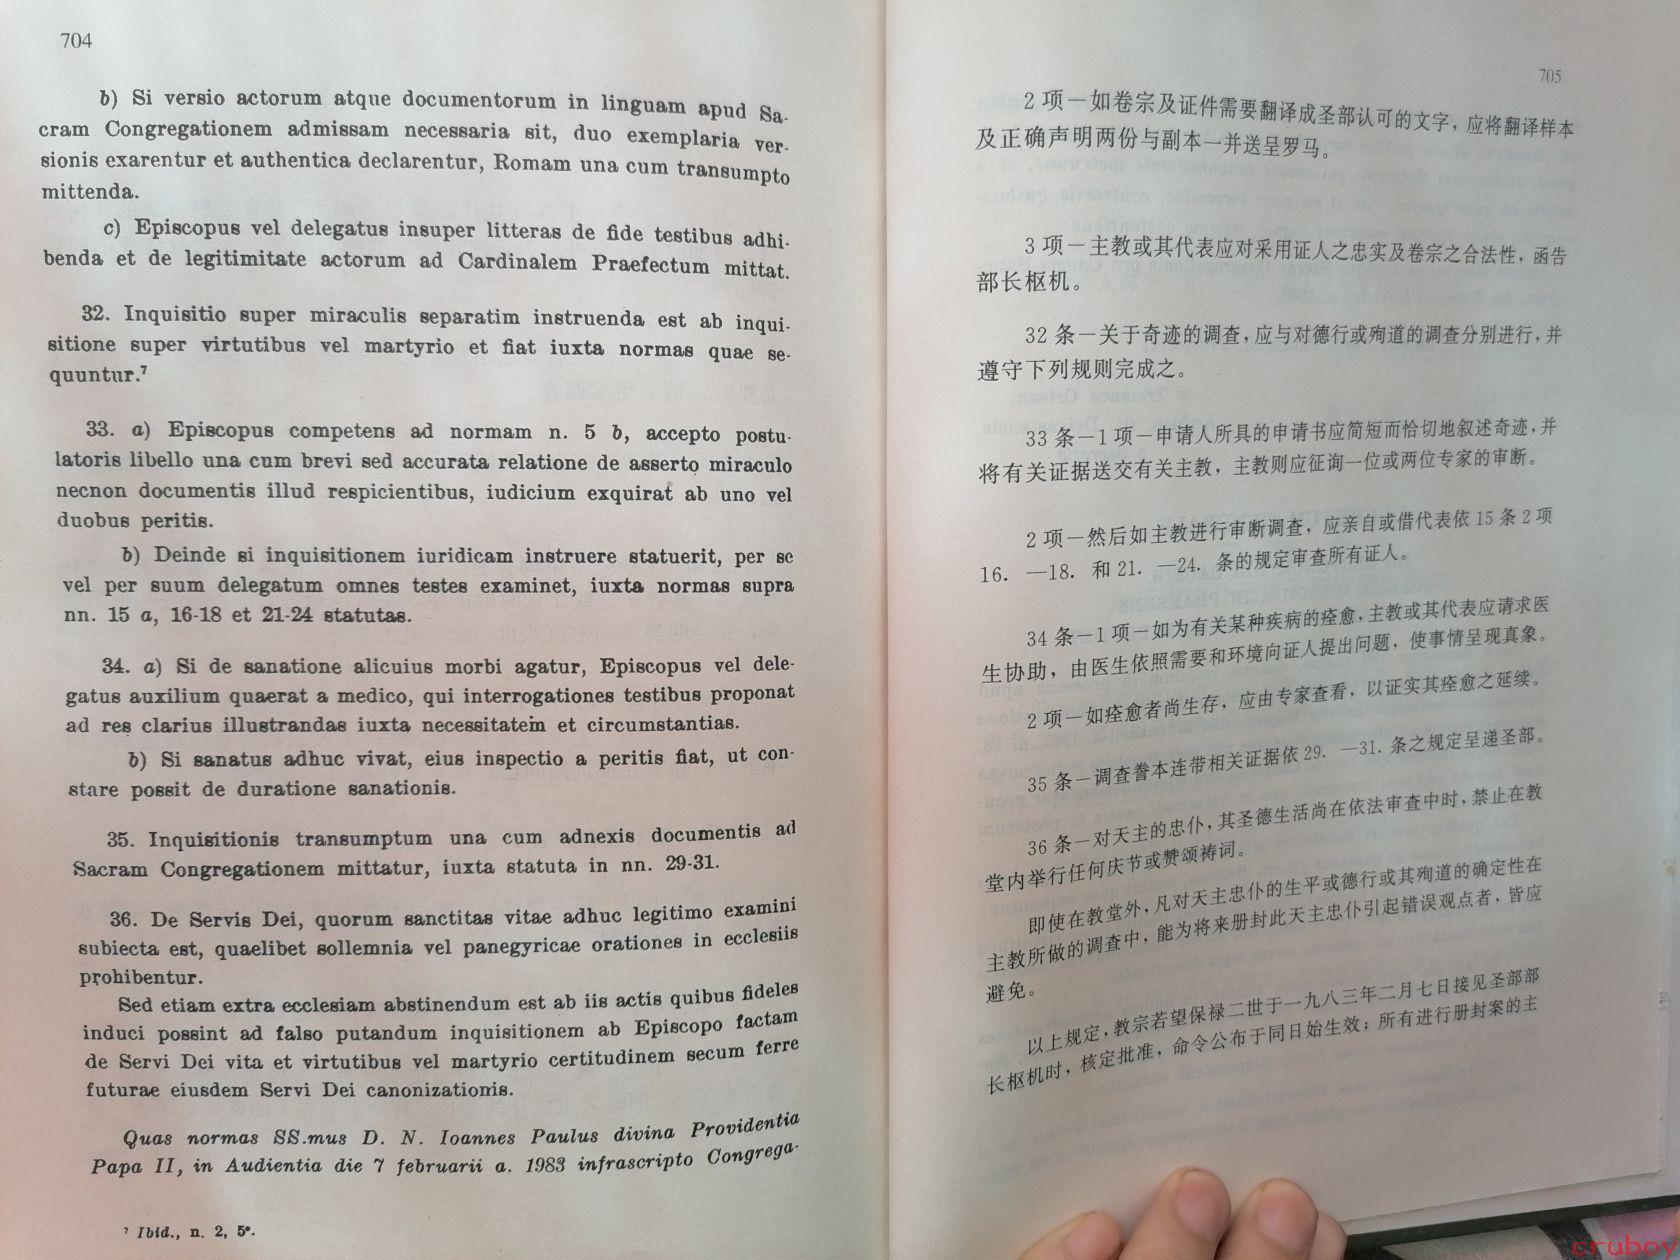 704
b) Si versio actorum atque documentorum in linguam apud Sa-
cram Congregationem admissam necessaria sit, duo exemplaria ver-
sionis exarentur et authentica declarentur, Romam una cum transumpto
mittenda.
c) Episcopus vel delegatus insuper litteras de fide testibus adhi-
benda et de legitimitate actorum ad Cardinalem Praefectum mittat.
32. Inquisitio super miraculis separatim instruenda est ab inqui-
sitione super virtutibus vel martyrio et fiat iuxta normas quae se-
quuntur.⁷
33. a) Episcopus competens ad normam n. 5 b, accepto postu-
latoris libello una cum brevi sed accurata relatione de asserto miraculo
necnon documentis illud respicientibus, iudicium exquirat ab uno vel
duobus peritis.
b) Deinde si inquisitionem iuridicam instruere statuerit, per se
vel per suum delegatum omnes testes examinet, iuxta normas supra
nn. 15 a, 16-18 et 21-24 statutas.
34. a) Si de sanatione alicuius morbi agatur, Episcopus vel dele-
gatus auxilium quaerat a medico, qui interrogationes testibus proponat
ad res clarius illustrandas iuxta necessitatem et circumstantias.
b) Si sanatus adhuc vivat, eius inspectio a peritis fiat, ut con-
stare possit de duratione sanationis.
35. Inquisitionis transumptum una cum adnexis documentis ad
Sacram Congregationem mittatur, iuxta statuta in nn. 29-31.
36. De Servis Dei, quorum sanctitas vitae adhuc legitimo examini
subiecta est, quaelibet sollemnia vel panegyricae orationes in ecclesiis
prohibentur.
Sed etiam extra ecclesiam abstinendum est ab iis actis quibus fideles
induci possint ad falso putandum inquisitionem ab Episcopo factam
de Servi Dei vita et virtutibus vel martyrio certitudinem secum ferre
futurae eiusdem Servi Dei canonizationis.
Quas normas SS.mus D. N. Ioannes Paulus divina Providentia
Papa II, in Audientia die 7 februarii a. 1983 infrascripto Congrega-
⁷ Ibid., n. 2, 5°.
705
2 项—如卷宗及证件需要翻译成圣部认可的文字，应将翻译样本
及正确声明两份与副本一并送呈罗马。
3 项—主教或其代表应对采用证人之忠实及卷宗之合法性，函告
部长枢机。
32 条—关于奇迹的调查，应与对德行或殉道的调查分别进行，并
遵守下列规则完成之。
33 条—1 项—申请人所具的申请书应简短而恰切地叙述奇迹，并
将有关证据送交有关主教，主教则应征询一位或两位专家的审断。
2 项—然后如主教进行审断调查，应亲自或借代表依 15 条 2 项
16. —18. 和 21. —24. 条的规定审查所有证人。
34 条—1 项—如为有关某种疾病的痊愈，主教或其代表应请求医
生协助，由医生依照需要和环境向证人提出问题，使事情呈现真象。
2 项—如痊愈者尚生存，应由专家查看，以证实其痊愈之延续。
35 条—调查誊本连带相关证据依 29. —31. 条之规定呈递圣部。
36 条—对天主的忠仆，其圣德生活尚在依法审查中时，禁止在教
堂内举行任何庆节或赞颂祷词。
即使在教堂外，凡对天主忠仆的生平或德行或其殉道的确定性在
主教所做的调查中，能为将来册封此天主忠仆引起错误观点者，皆应
避免。
以上规定，教宗若望保禄二世于一九八三年二月七日接见圣部部
长枢机时，核定批准，命令公布于同日始生效；所有进行册封案的主
cruboy